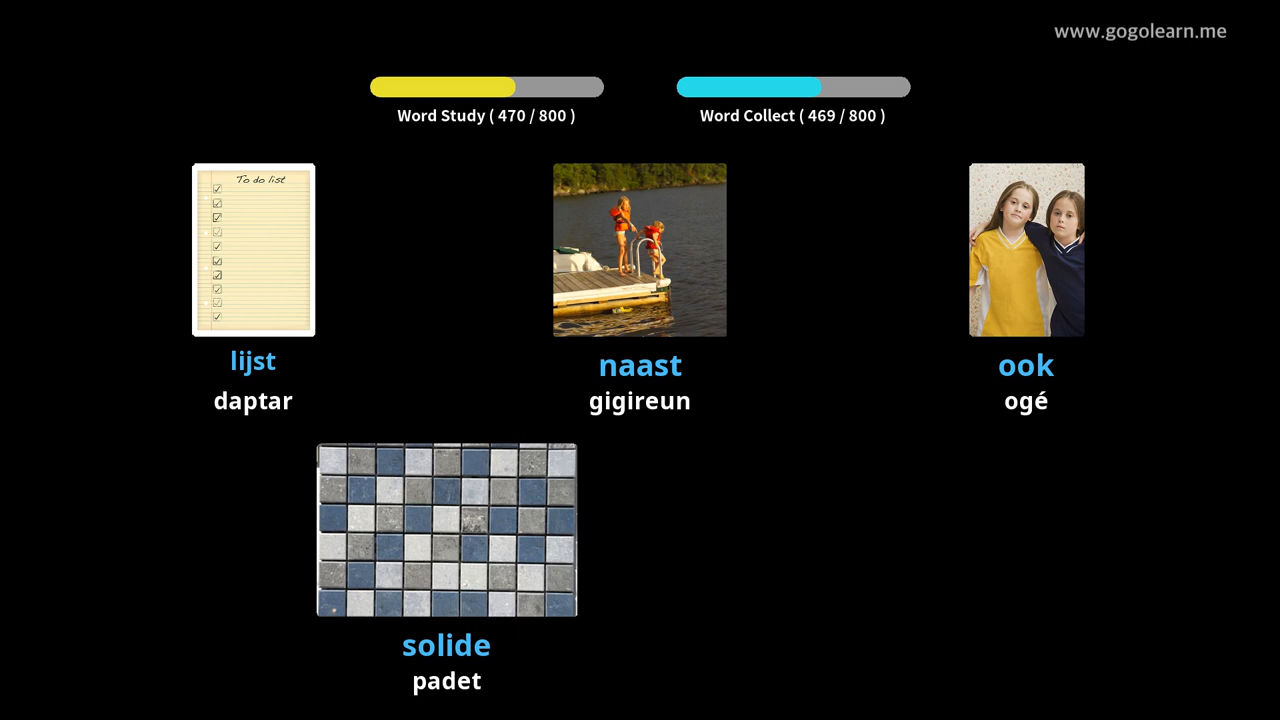 www.gogolearn.me
Word Study ( 470 / 800 )
Word Collect ( 469 / 800 )
To do list
lijst
naast
ook
daptar
gigireun
ogé
solide
padet